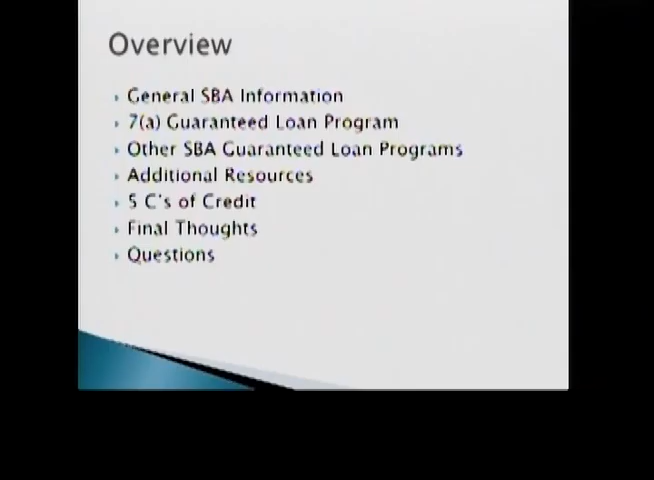 Overview
General SBA Information
7(a) Guaranteed Loan Program
Other SBA Guaranteed Loan Programs
Additional Resources
5 C's of Credit
Final Thoughts
Questions